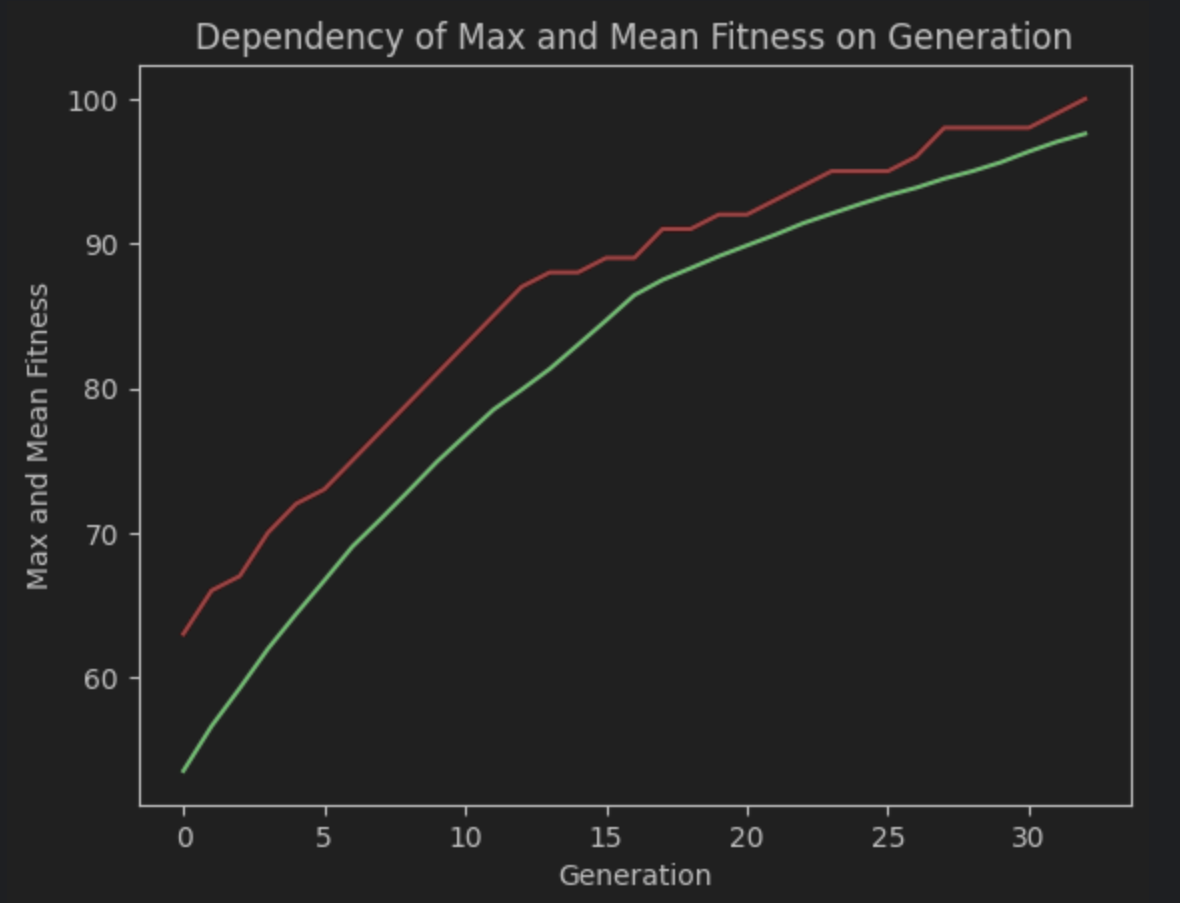 Dependency of Max and Mean Fitness on Generation
Max and Mean Fitness
100
90
80
70
60
0 5 10 15 20 25 30
Generation